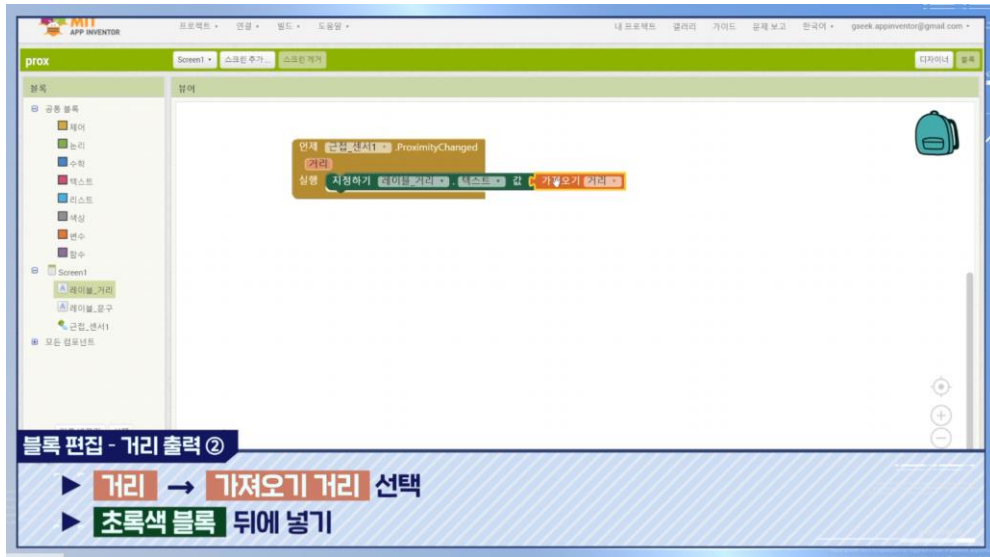 MIT
APP INVENTOR
프로젝트 연결 빌드 도움말 내 프로젝트 갤러리 가이드 문제 보고 한국어 gseek.appinventor@gmail.com
prox Screen1 스크린 추가... 스크린 제거 디자이너 블록
블록 뷰어
공통 블록
제어
논리
수학
텍스트
리스트
색상
변수
함수
Screen1
레이블_거리
레이블_문구
근접_센서1
모든 컴포넌트
언제 근접_센서1 .ProximityChanged
거리
실행 지정하기 레이블_거리 . 텍스트 값 가져오기 거리
블록 편집 - 거리 출력 ②
▶ 거리 → 가져오기 거리 선택
▶ 초록색 블록 뒤에 넣기